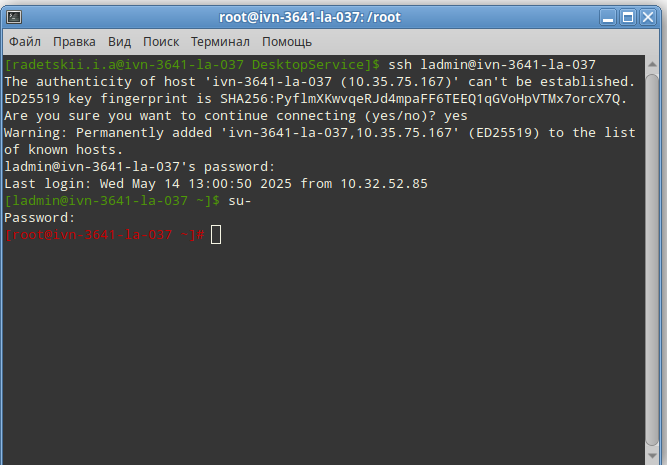 root@ivn-3641-la-037: /root
Файл Правка Вид Поиск Терминал Помощь
[radetskii.i.a@ivn-3641-la-037 DesktopService]$ ssh ladmin@ivn-3641-la-037
The authenticity of host 'ivn-3641-la-037 (10.35.75.167)' can't be established.
ED25519 key fingerprint is SHA256:PyflmXKwvqeRJd4mpaFF6TEEQ1qGVoHpVTMx7orcX7Q.
Are you sure you want to continue connecting (yes/no)? yes
Warning: Permanently added 'ivn-3641-la-037,10.35.75.167' (ED25519) to the list
of known hosts.
ladmin@ivn-3641-la-037's password:
Last login: Wed May 14 13:00:50 2025 from 10.32.52.85
[ladmin@ivn-3641-la-037 ~]$ su-
Password:
[root@ivn-3641-la-037 ~]#